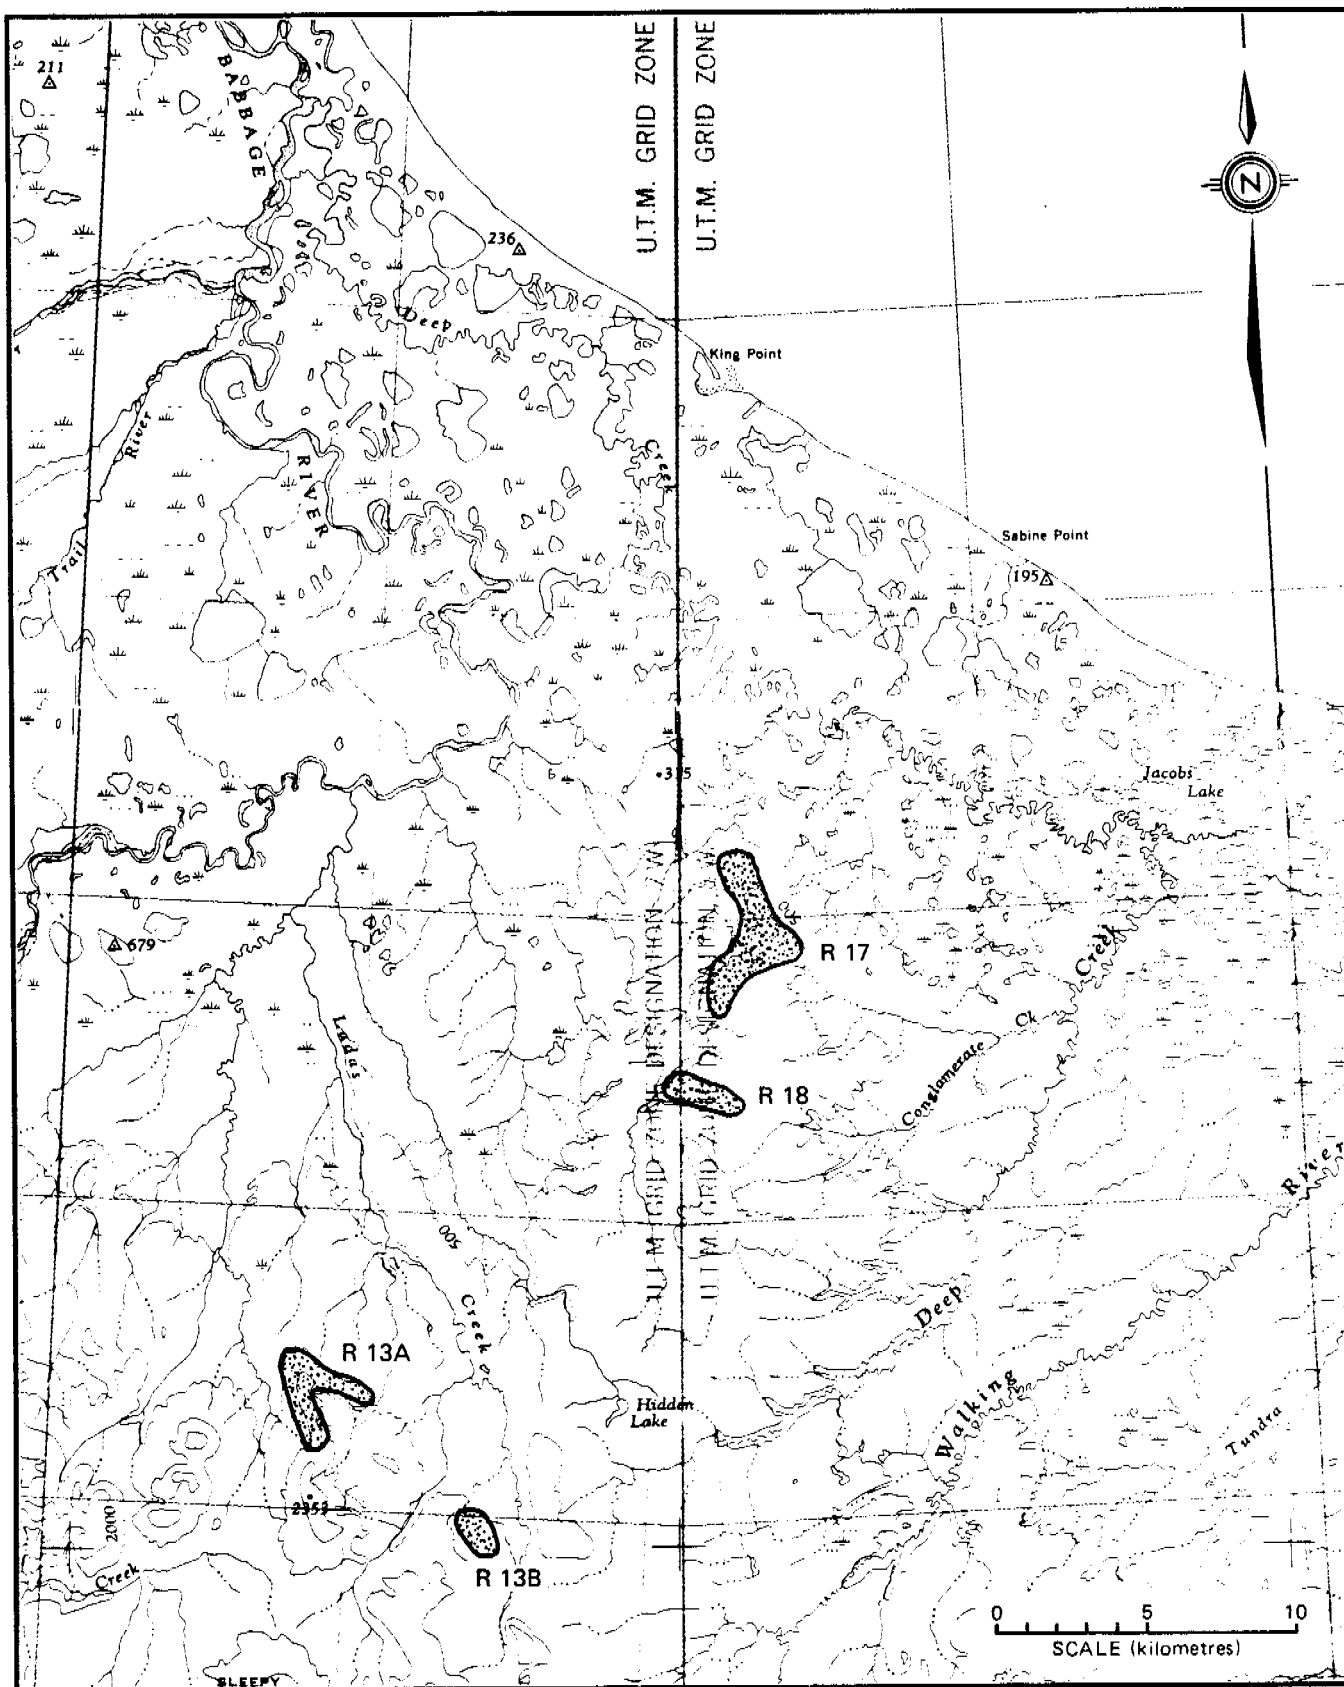 211
BABBAGE
U.T.M. GRID ZONE
U.T.M. GRID ZONE
N
236
Deep
King Point
River
Creek
RIVER
Sabine Point
195
Trail
Jacobs
Lake
R 17
679
Creek
Ladas
Ck
Conglomerate
R 18
River
500
Creek
Deep
R 13A
Hidden
Lake
Walking
Tundra
2000
R 13B
Creek
0 5 10
SCALE (kilometres)
SLEEPY